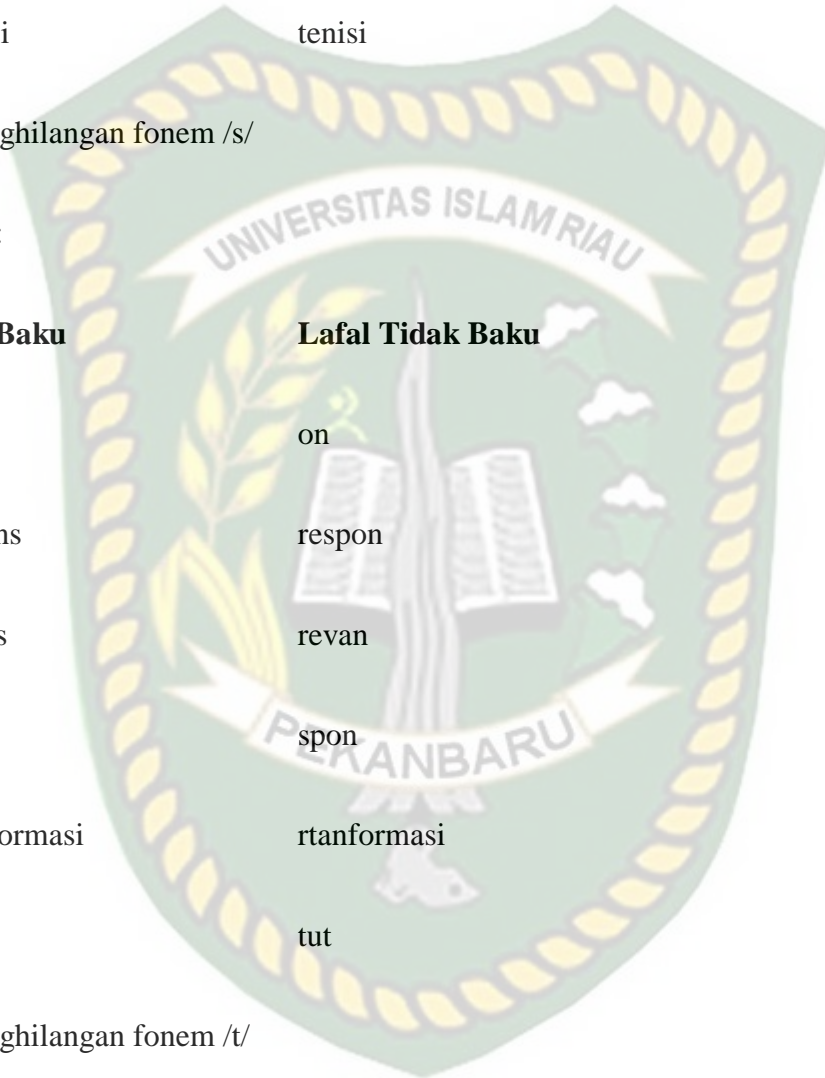 i tenisi
ghilangan fonem /s/
:
UNIVERSITAS ISLAM RIAU
Baku Lafal Tidak Baku
on
ns respon
s revan
spon
PEKANBARU
ormasi rtanformasi
tut
ghilangan fonem /t/